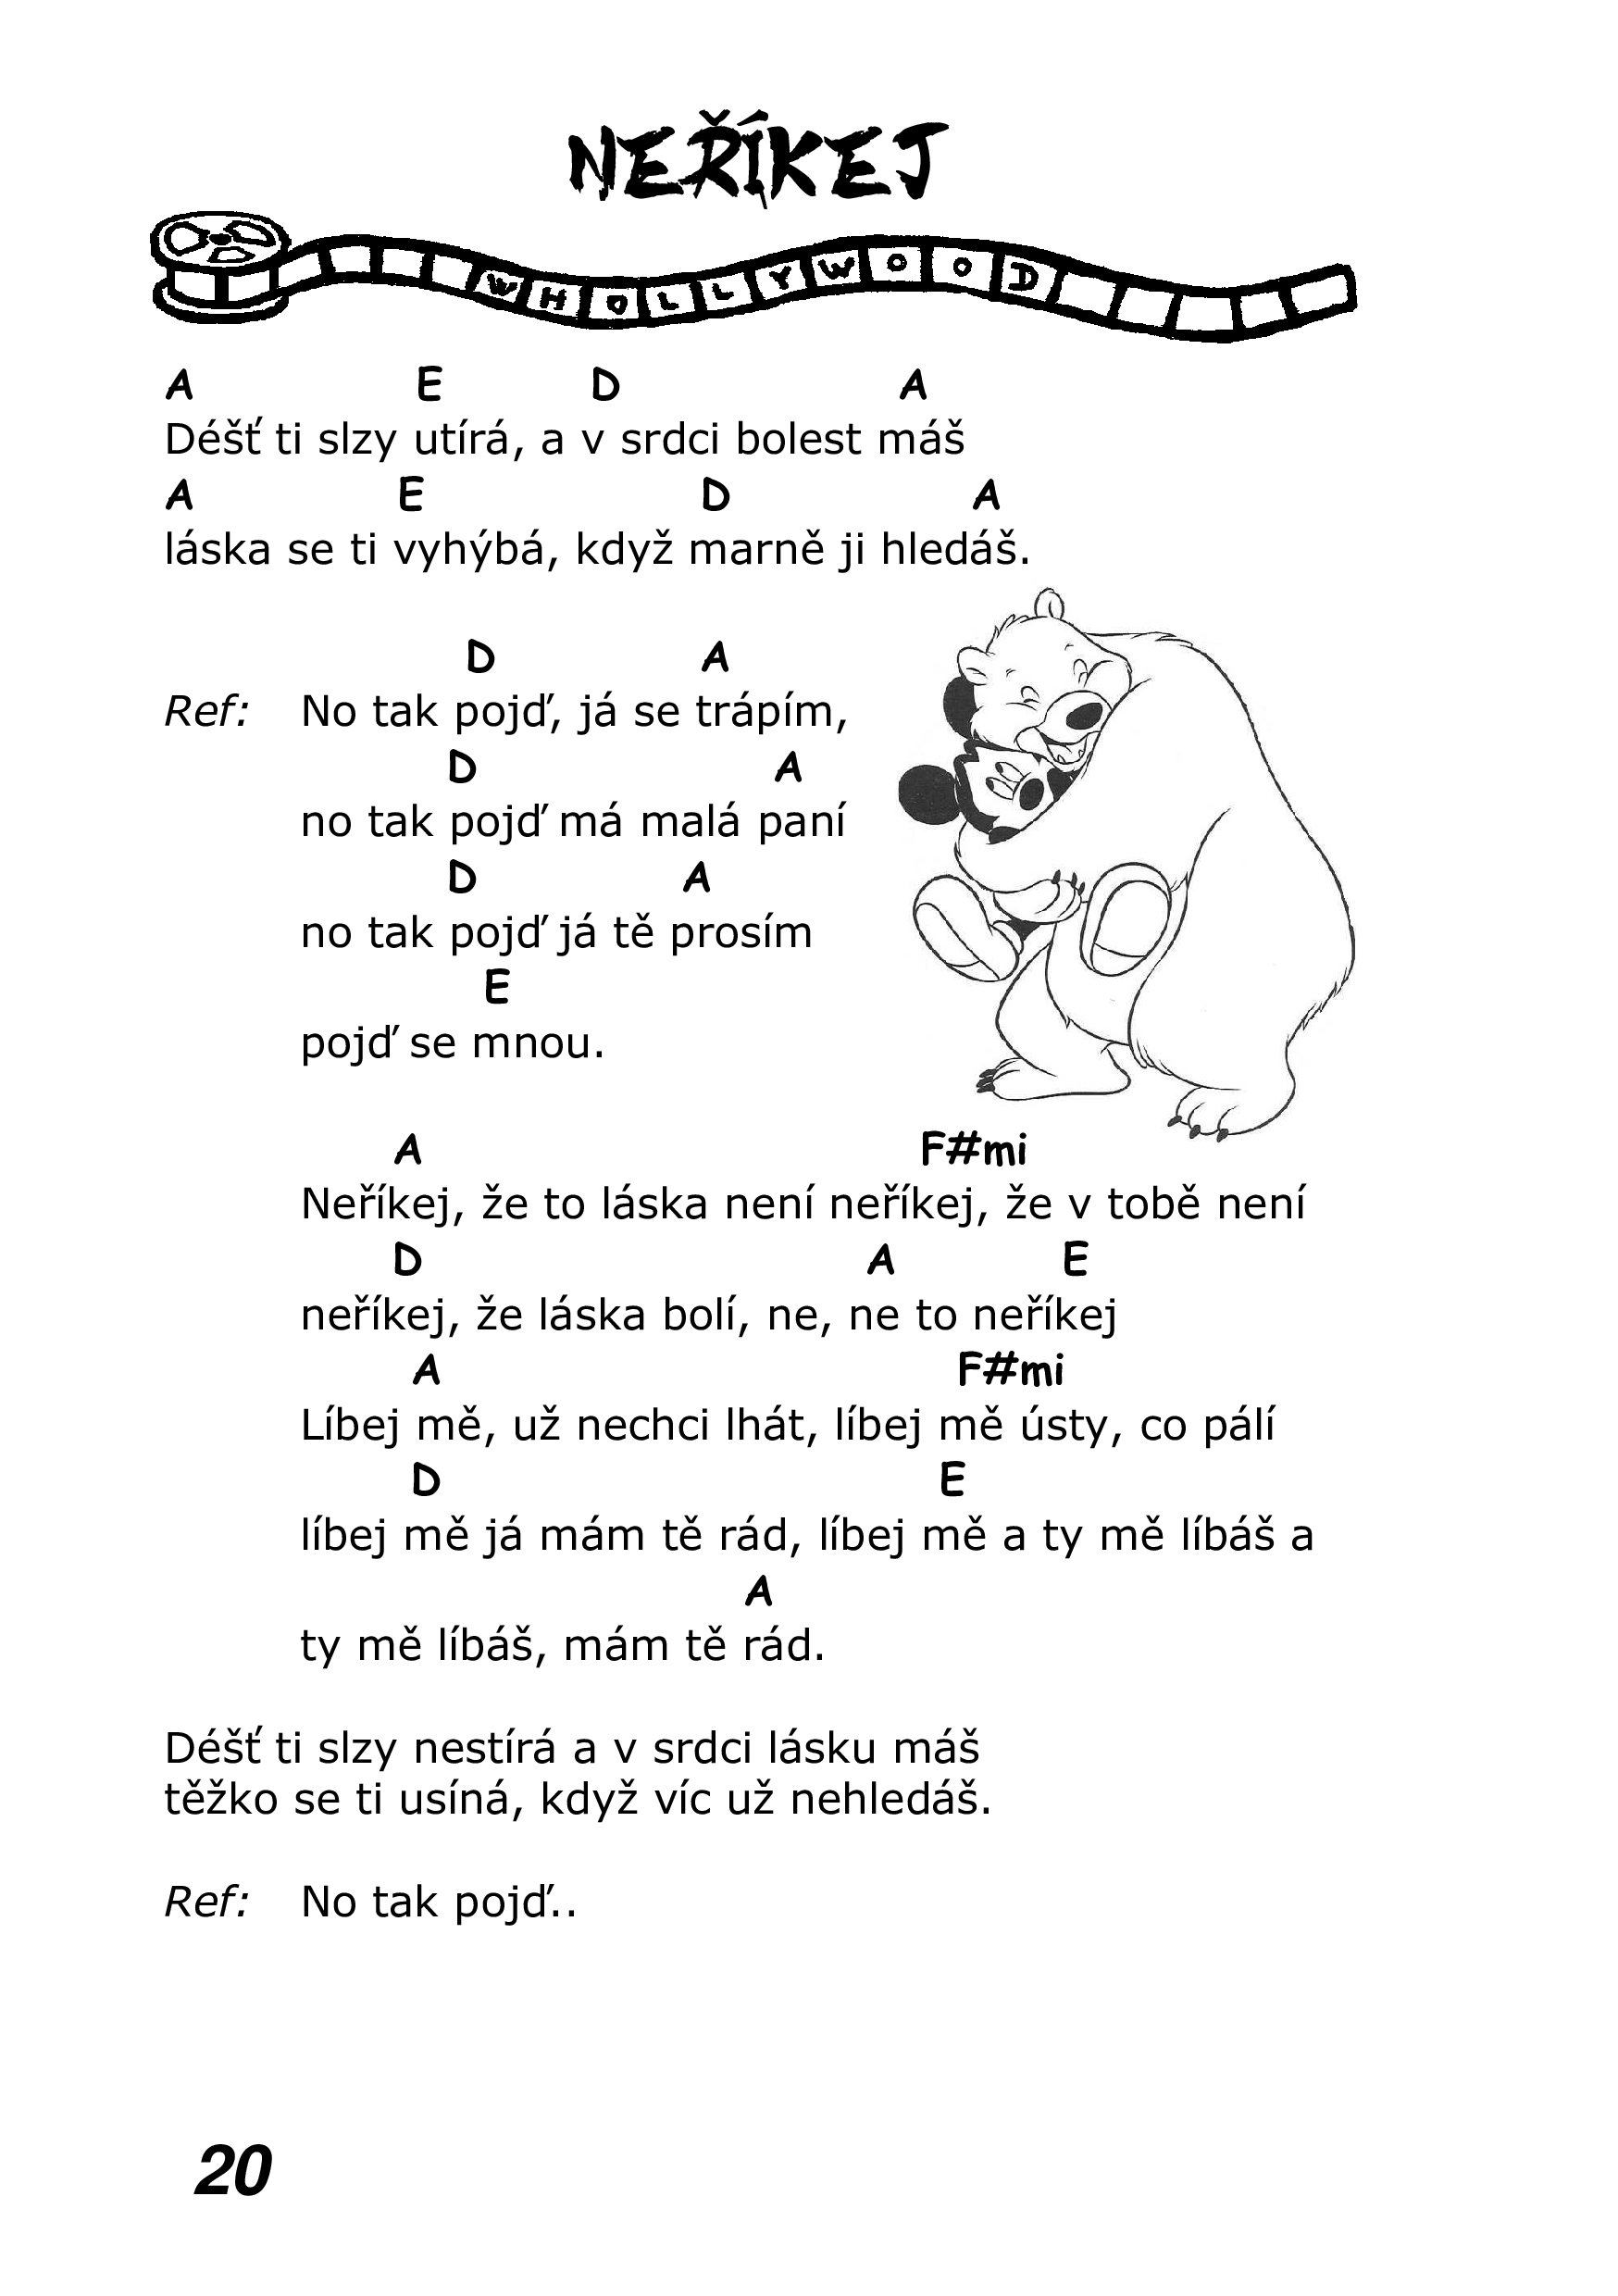 NEŘÍKEJ
WHOLLYWOOD
A E D A
Déšť ti slzy utírá, a v srdci bolest máš
A E D A
láska se ti vyhýbá, když marně ji hledáš.
D A
Ref: No tak pojď, já se trápím,
D A
no tak pojď má malá paní
D A
no tak pojď já tě prosím
E
pojď se mnou.
A F#mi
Neříkej, že to láska není neříkej, že v tobě není
D A E
neříkej, že láska bolí, ne, ne to neříkej
A F#mi
Líbej mě, už nechci lhát, líbej mě ústy, co pálí
D E
líbej mě já mám tě rád, líbej mě a ty mě líbáš a
A
ty mě líbáš, mám tě rád.
Déšť ti slzy nestírá a v srdci lásku máš
těžko se ti usíná, když víc už nehledáš.
Ref: No tak pojď..
20